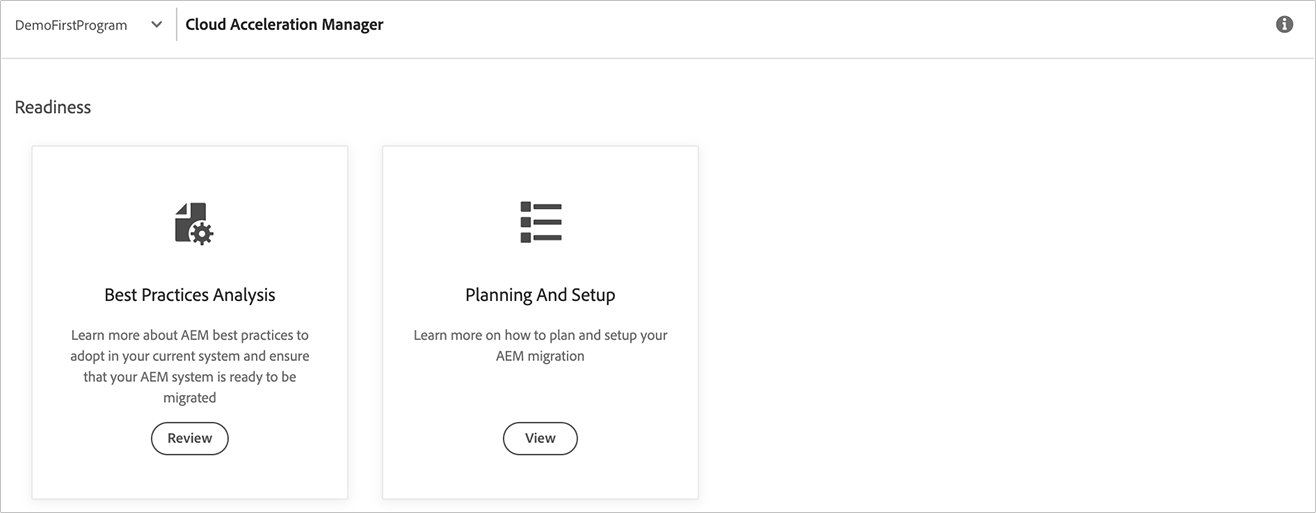 DemoFirstProgram
Cloud Acceleration Manager
Readiness
Best Practices Analysis
Learn more about AEM best practices to
adopt in your current system and ensure
that your AEM system is ready to be
migrated
Review
Planning And Setup
Learn more on how to plan and setup your
AEM migration
View